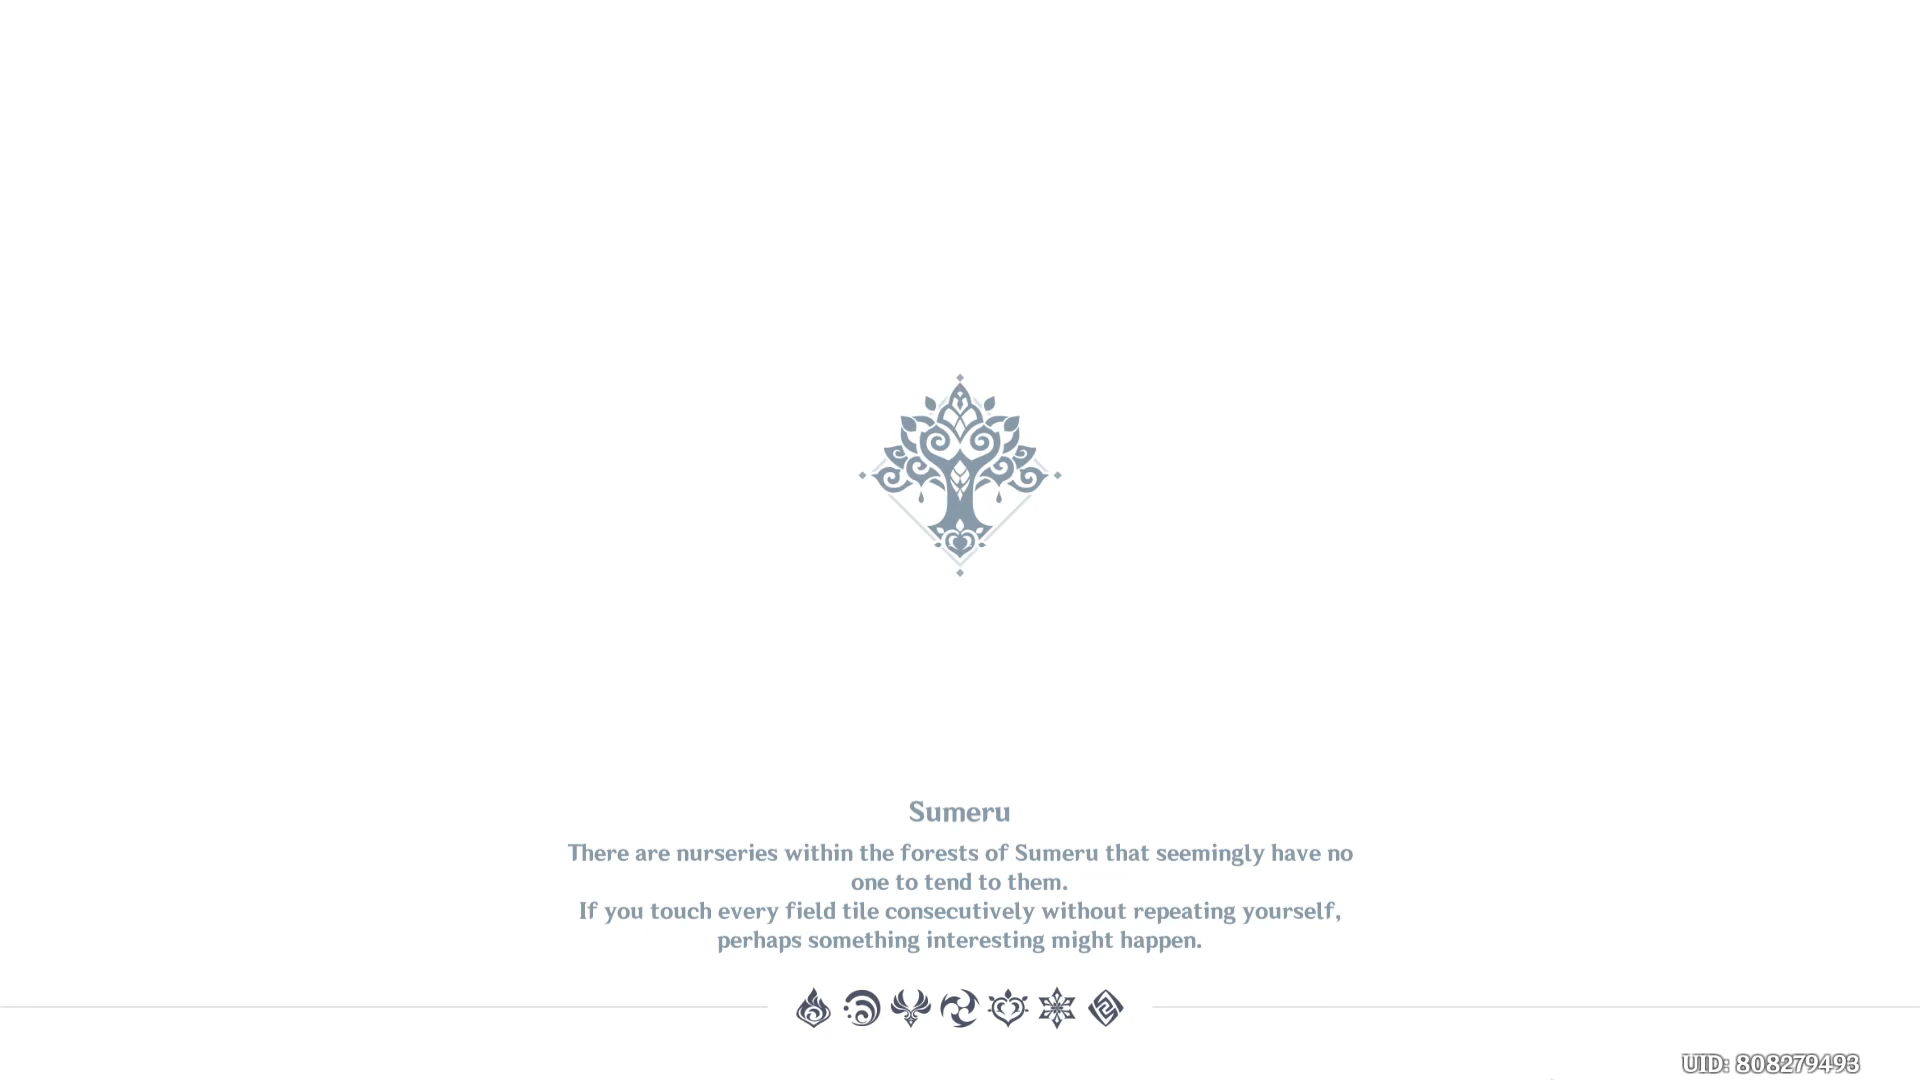 Sumeru
There are nurseries within the forests of Sumeru that seemingly have no
one to tend to them.
If you touch every field tile consecutively without repeating yourself,
perhaps something interesting might happen.
UID: 808279493